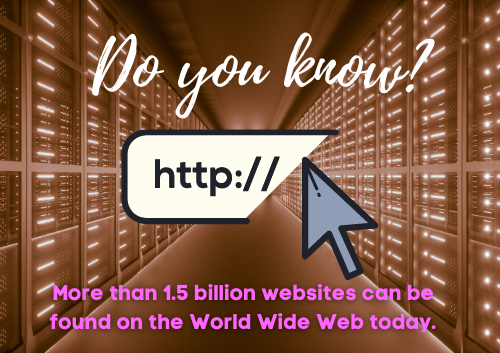 Do you know?
http://
More than 1.5 billion websites can be
found on the World Wide Web today.